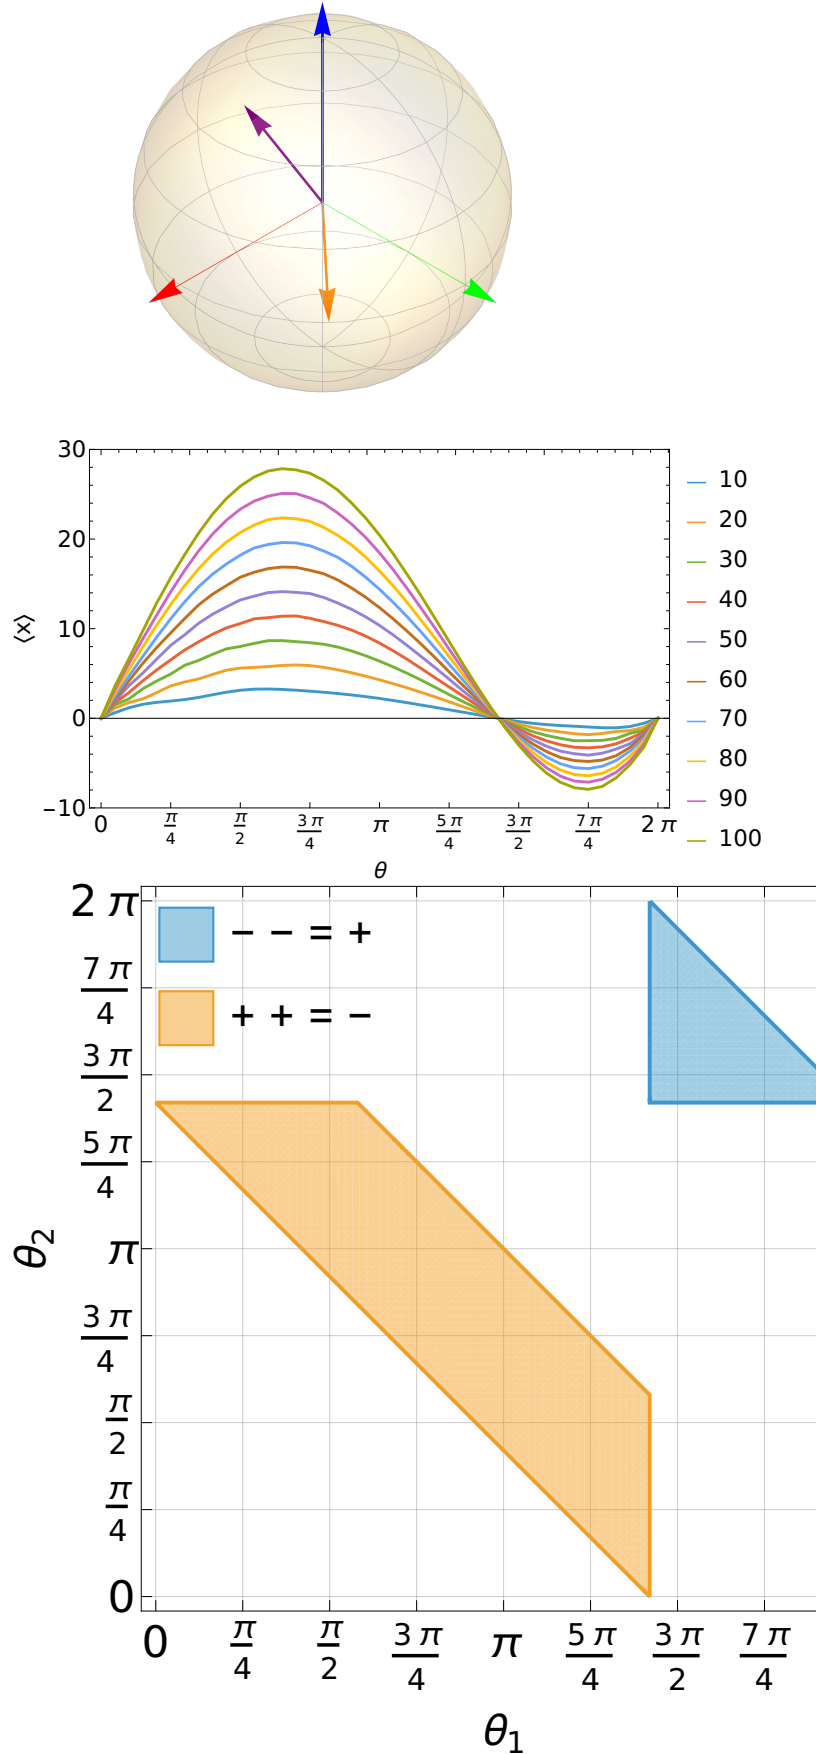 30
20
10
0
−10
⟨x⟩
0 π/4 π/2 3π/4 π 5π/4 3π/2 7π/4 2π
θ
10
20
30
40
50
60
70
80
90
100
− − = +
+ + = −
2π
7π/4
3π/2
5π/4
π
3π/4
π/2
π/4
0
θ₂
0 π/4 π/2 3π/4 π 5π/4 3π/2 7π/4
θ₁